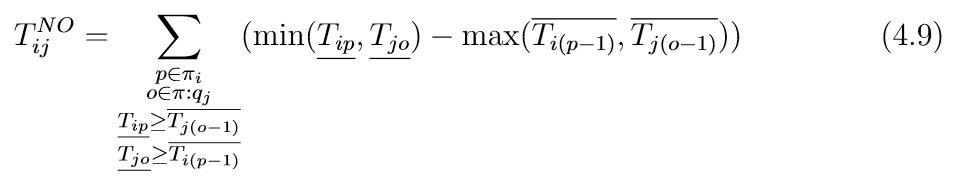 T_{ij}^{NO} = \sum_{\substack{p \in \pi_i \\ o \in \pi : q_j \\ \underline{T_{ip}} \geq \overline{T_{j(o-1)}} \\ \underline{T_{jo}} \geq \overline{T_{i(p-1)}}}} (\min(\underline{T_{ip}}, \underline{T_{jo}}) - \max(\overline{T_{i(p-1)}}, \overline{T_{j(o-1)}})) (4.9)